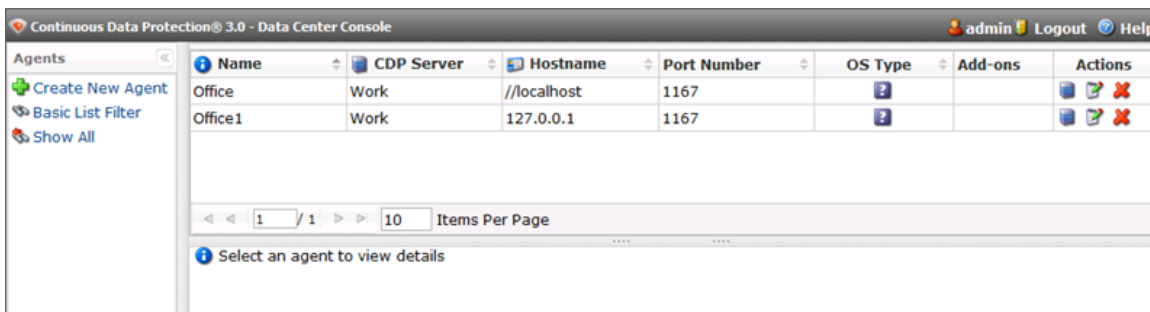 Continuous Data Protection® 3.0 - Data Center Console admin Logout Help
Agents Name CDP Server Hostname Port Number OS Type Add-ons Actions
Create New Agent Office Work //localhost 1167
Basic List Filter Office1 Work 127.0.0.1 1167
Show All
1 / 1 10 Items Per Page
Select an agent to view details